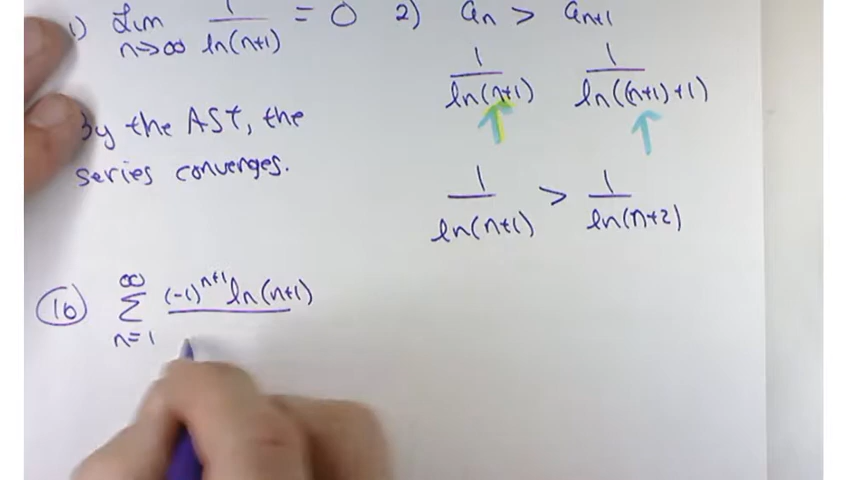 1) Lim n→∞ 1/ln(n+1) = 0
By the AST, the
series converges.
2) aₙ > aₙ₊₁
1/ln(n+1) 1/ln((n+1)+1)
1/ln(n+1) > 1/ln(n+2)
16 ∞ Σ n=1 (-1)ⁿ⁺¹ ln(n+1)